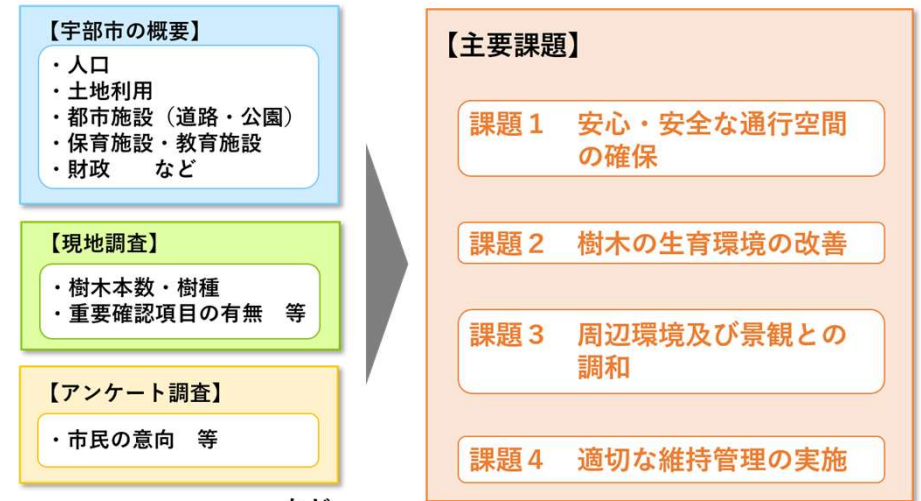 【宇部市の概要】
・人口
・土地利用
・都市施設（道路・公園）
・保育施設・教育施設
・財政　　など
【現地調査】
・樹木本数・樹種
・重要確認項目の有無　等
【アンケート調査】
・市民の意向　等
【主要課題】
課題１　安心・安全な通行空間
の確保
課題２　樹木の生育環境の改善
課題３　周辺環境及び景観との
調和
課題４　適切な維持管理の実施